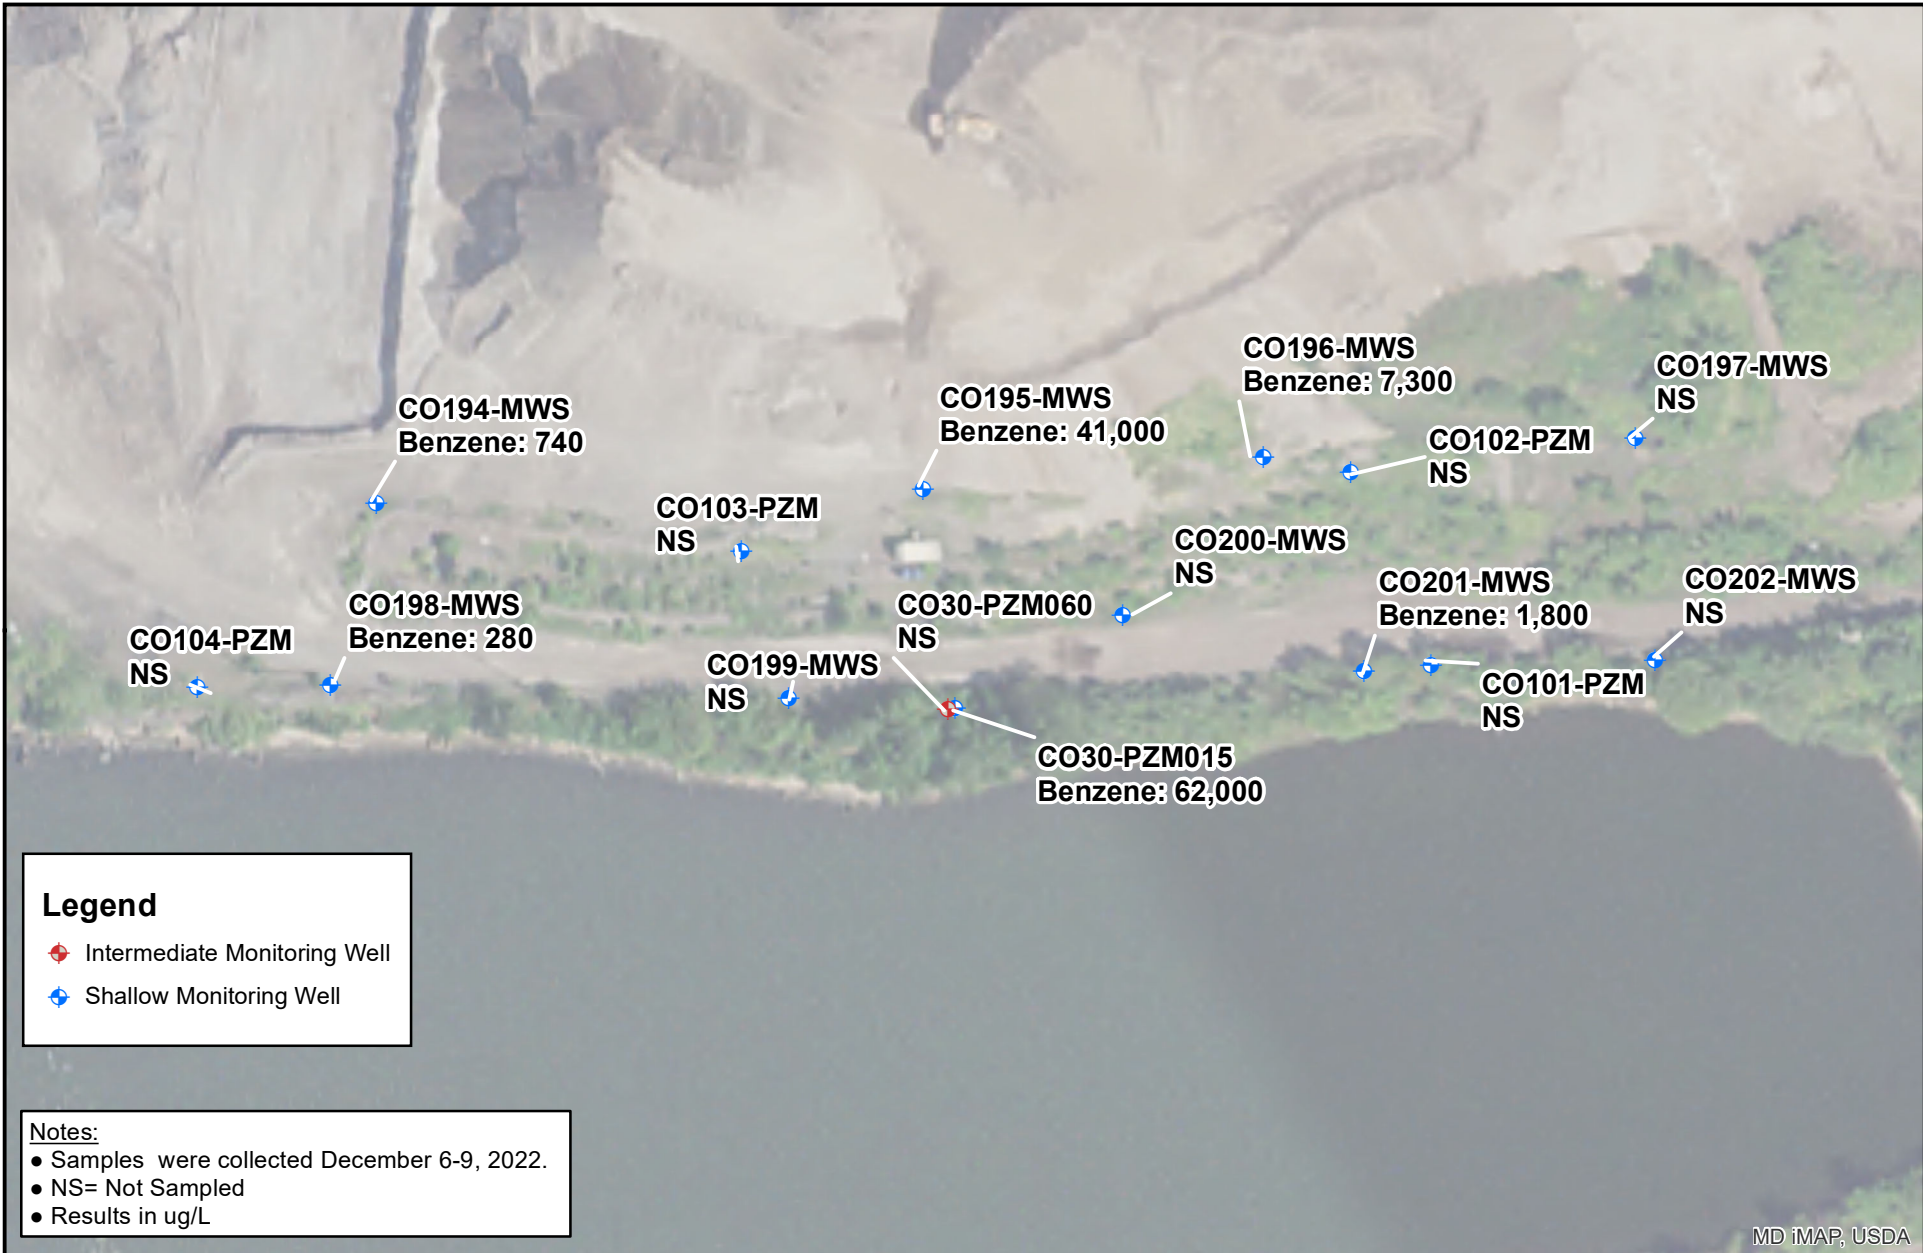 CO196-MWS
Benzene: 7,300
CO197-MWS
NS
CO194-MWS
Benzene: 740
CO195-MWS
Benzene: 41,000
CO102-PZM
NS
CO103-PZM
NS
CO200-MWS
NS
CO201-MWS
Benzene: 1,800
CO202-MWS
NS
CO198-MWS
Benzene: 280
CO30-PZM060
NS
CO104-PZM
NS
CO199-MWS
NS
CO101-PZM
NS
CO30-PZM015
Benzene: 62,000
Legend
Intermediate Monitoring Well
Shallow Monitoring Well
Notes:
● Samples  were collected December 6-9, 2022.
● NS= Not Sampled
● Results in ug/L
MD iMAP, USDA